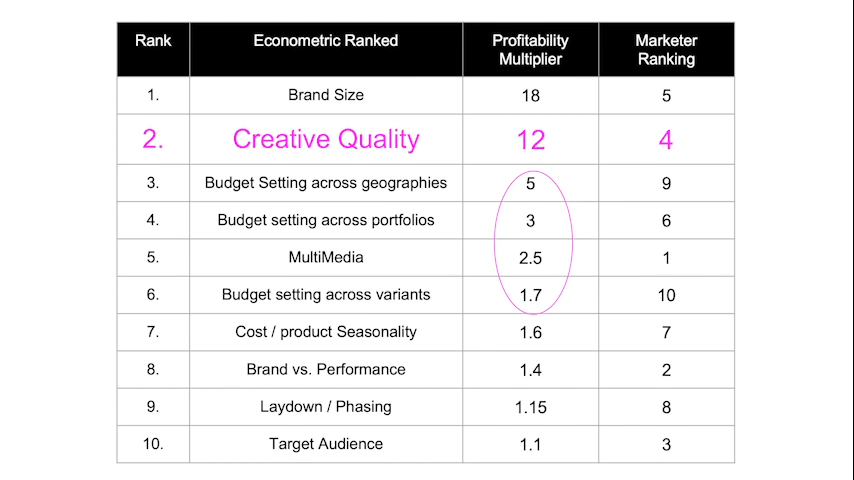 Rank Econometric Ranked Profitability Multiplier Marketer Ranking
1. Brand Size 18 5
2. Creative Quality 12 4
3. Budget Setting across geographies 5 9
4. Budget setting across portfolios 3 6
5. MultiMedia 2.5 1
6. Budget setting across variants 1.7 10
7. Cost / product Seasonality 1.6 7
8. Brand vs. Performance 1.4 2
9. Laydown / Phasing 1.15 8
10. Target Audience 1.1 3